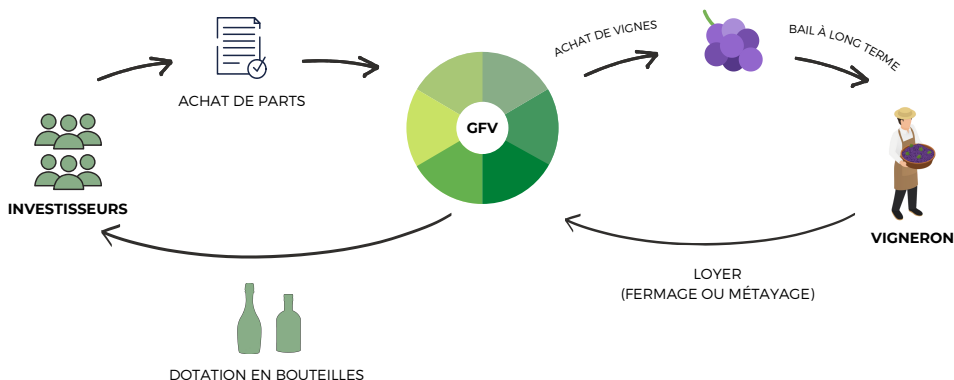 ACHAT DE PARTS
INVESTISSEURS
GFV
ACHAT DE VIGNES
BAIL À LONG TERME
VIGNERON
LOYER
(FERMAGE OU MÉTAYAGE)
DOTATION EN BOUTEILLES